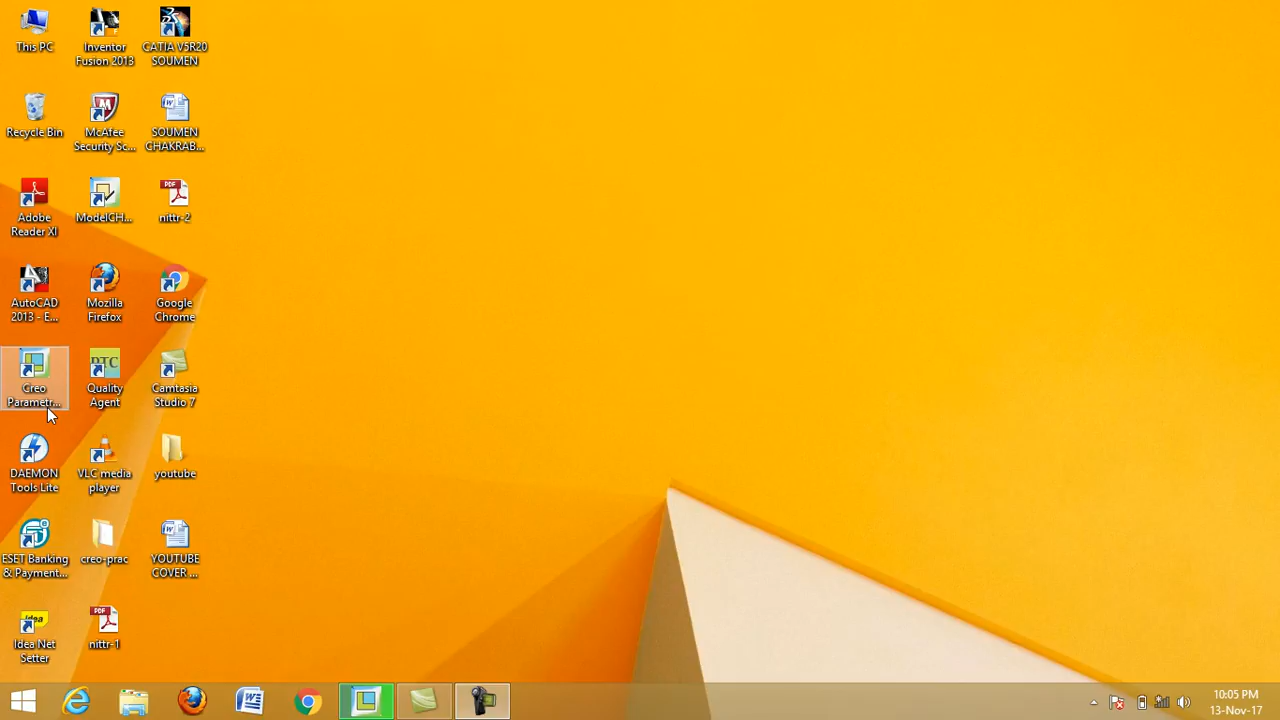 This PC
Inventor
Fusion 2013
CATIA V5R20
SOUMEN
Recycle Bin
McAfee
Security Sc...
SOUMEN
CHAKRAB...
Adobe
Reader XI
ModelCH...
nittr-2
AutoCAD
2013 - E...
Mozilla
Firefox
Google
Chrome
Creo
Parametr...
PTC
Quality
Agent
Camtasia
Studio 7
DAEMON
Tools Lite
VLC media
player
youtube
ESET Banking
& Payment...
creo-prac
YOUTUBE
COVER ...
idea
Idea Net
Setter
nittr-1
10:05 PM
13-Nov-17